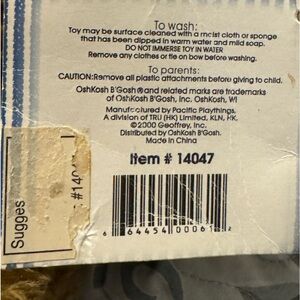 To wash:
Toy may be surface cleaned with a moist cloth or sponge
that has been dipped in warm water and mild soap.
DO NOT IMMERSE TOY IN WATER
Remove any clothes or tie on bow before washing.
To parents:
CAUTION:Remove all plastic attachments before giving to child.
OshKosh B'Gosh® and related marks are trademarks
of OshKosh B'Gosh, Inc, OshKosh, WI
Manufactured by Pacific Playthings.
A division of TRU (HK) Limited, KLN, HK.
©2000 Geoffrey, Inc.
Distributed by OshKosh B'Gosh.
Made in China
Item # 14047
6 64454 00061 2
Sugges